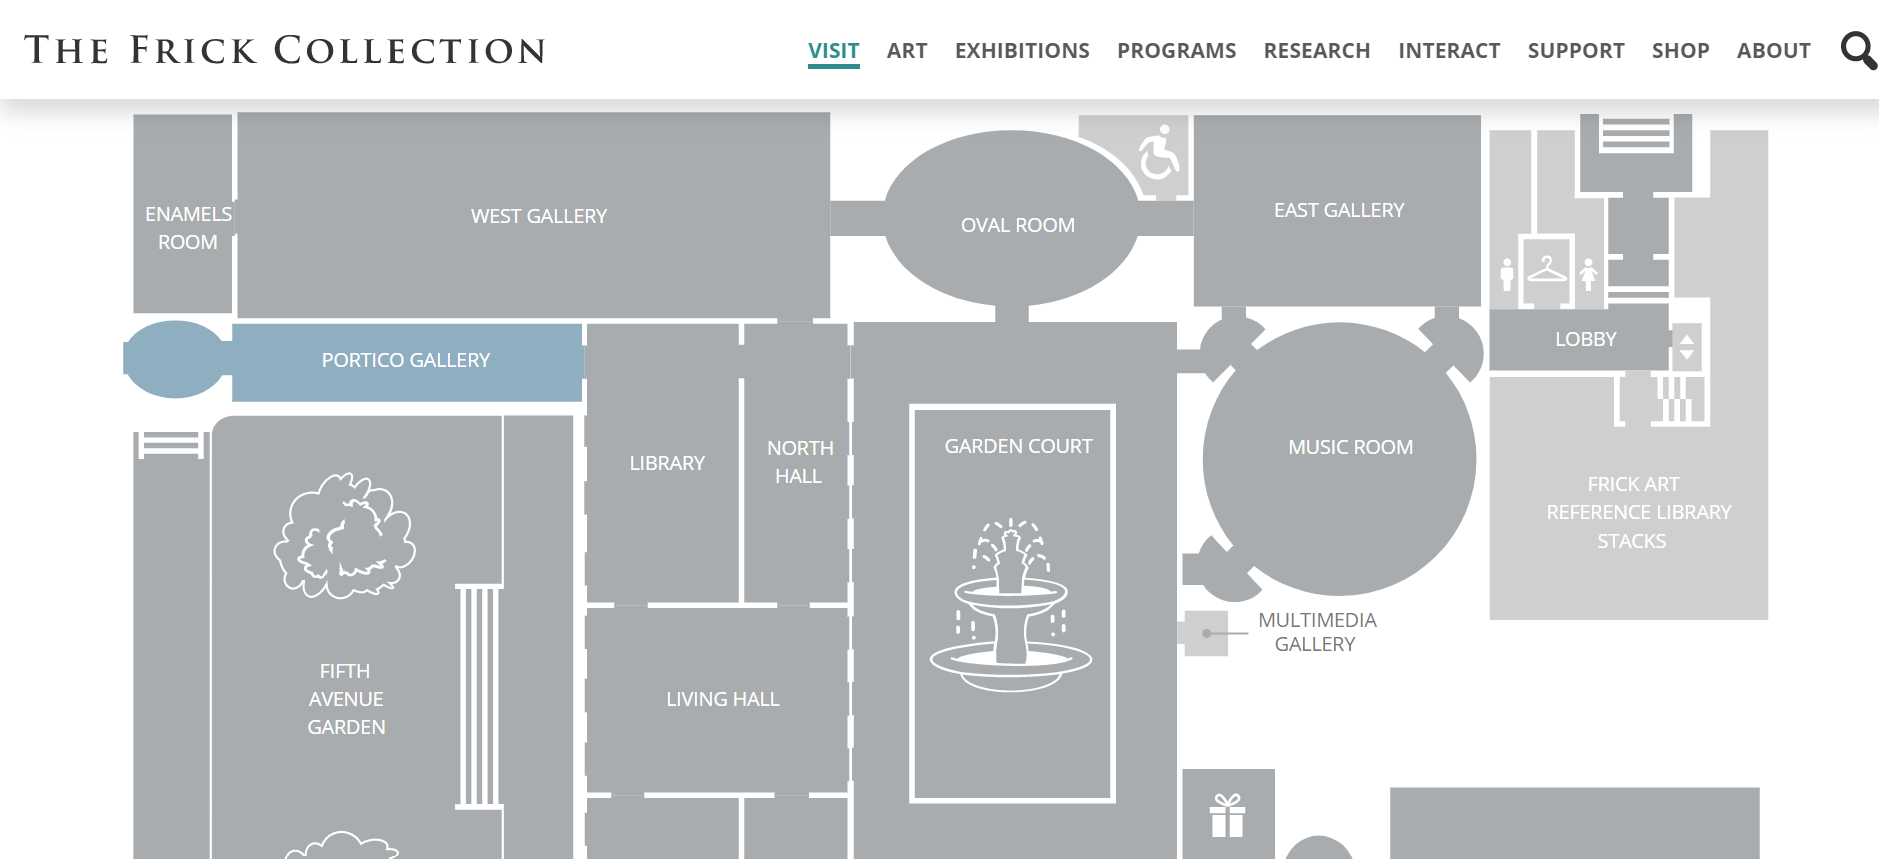 THE FRICK COLLECTION
VISIT ART EXHIBITIONS PROGRAMS RESEARCH INTERACT SUPPORT SHOP ABOUT
ENAMELS
ROOM
WEST GALLERY
OVAL ROOM
EAST GALLERY
LOBBY
PORTICO GALLERY
LIBRARY
NORTH
HALL
GARDEN COURT
MUSIC ROOM
FRICK ART
REFERENCE LIBRARY
STACKS
MULTIMEDIA
GALLERY
FIFTH
AVENUE
GARDEN
LIVING HALL